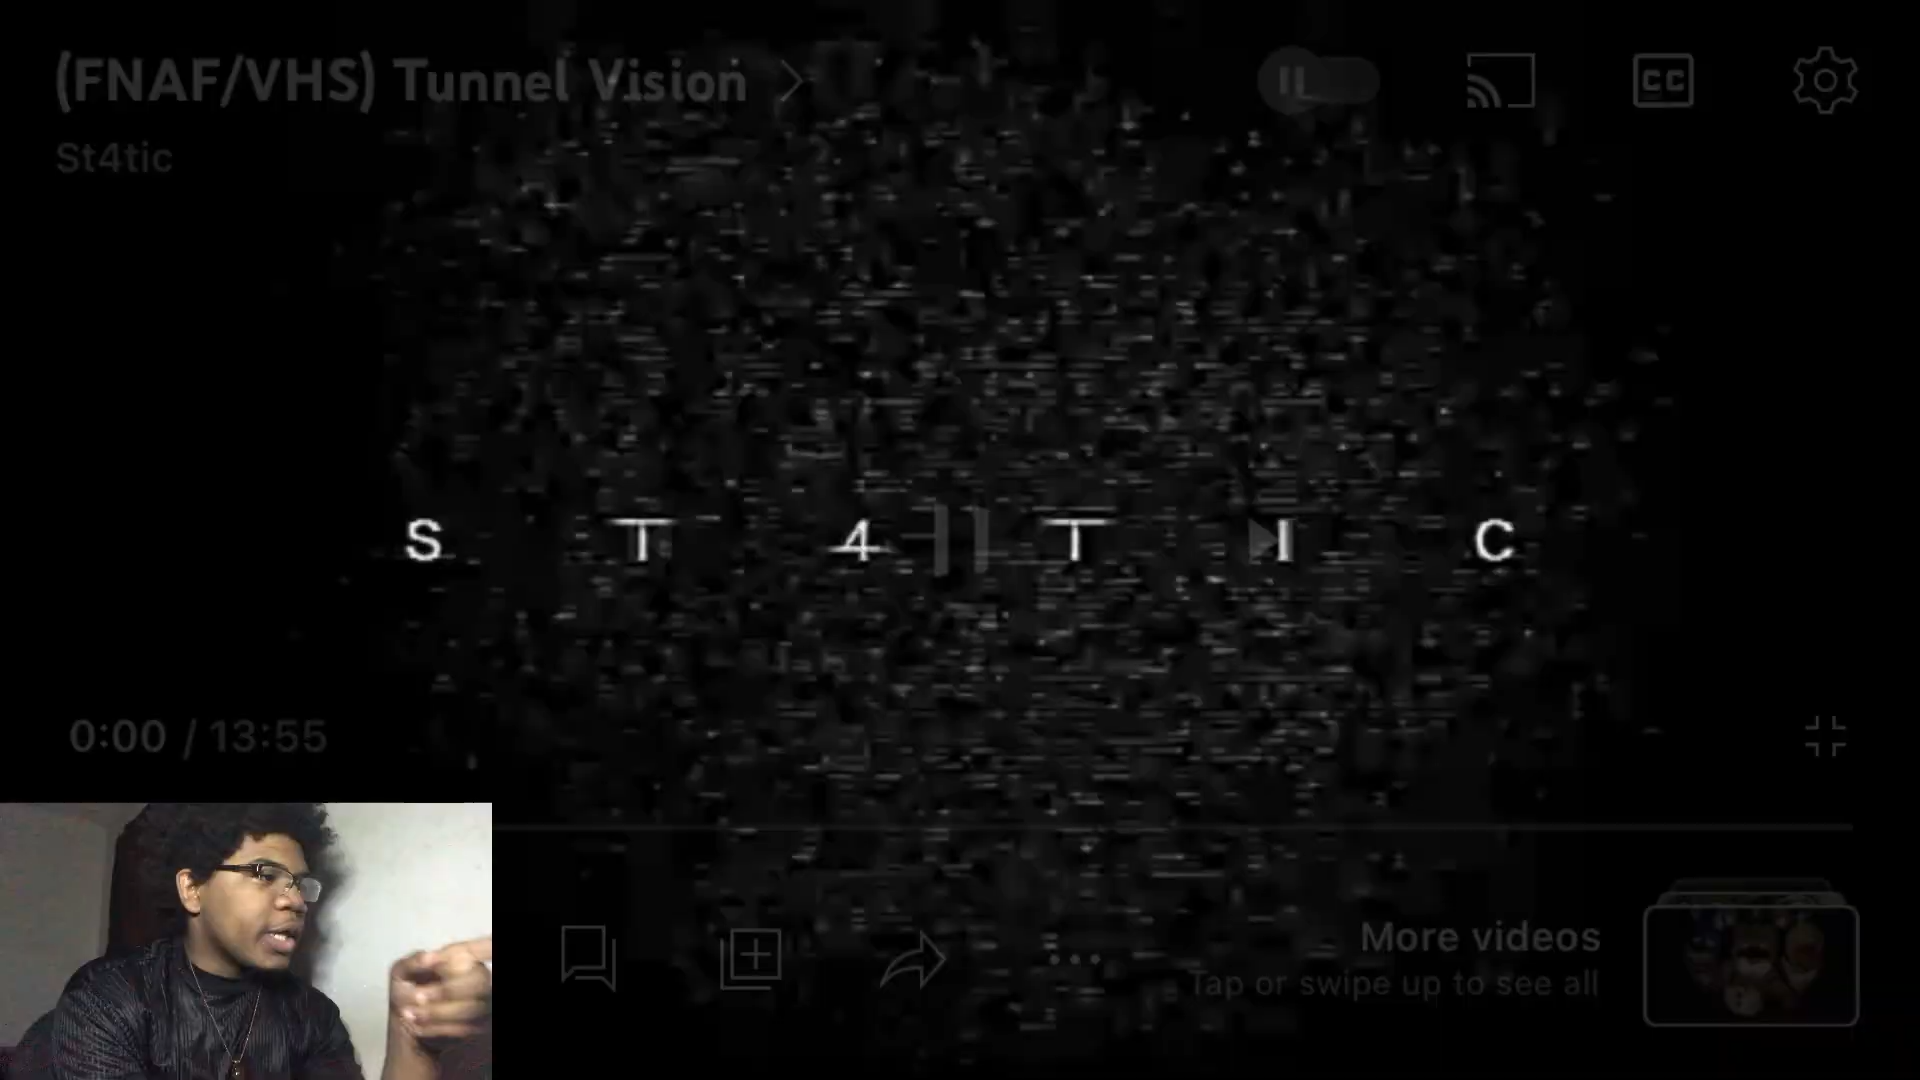 (FNAF/VHS) Tunnel Vision
CC
St4tic
S T 4 T I C
0:00 / 13:55
More videos
Tap or swipe up to see all